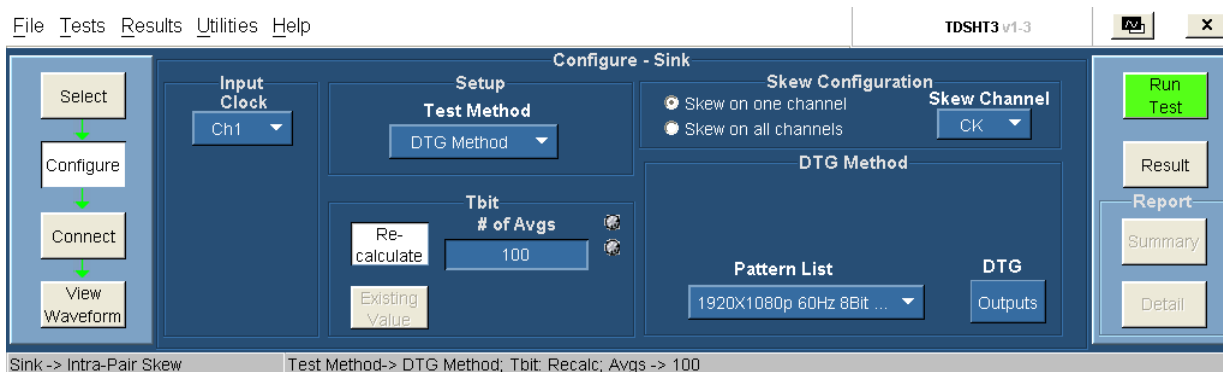 File Tests Results Utilities Help
TDSHT3 v1-3
Configure - Sink
Select
Configure
Connect
View
Waveform
Input
Clock
Ch1
Setup
Test Method
DTG Method
Tbit
Re-
calculate
# of Avgs
100
Existing
Value
Skew Configuration
Skew on one channel
Skew on all channels
Skew Channel
CK
DTG Method
Pattern List
1920X1080p 60Hz 8Bit ...
DTG
Outputs
Run
Test
Result
Report
Summary
Detail
Sink -> Intra-Pair Skew
Test Method-> DTG Method; Tbit: Recalc; Avgs -> 100